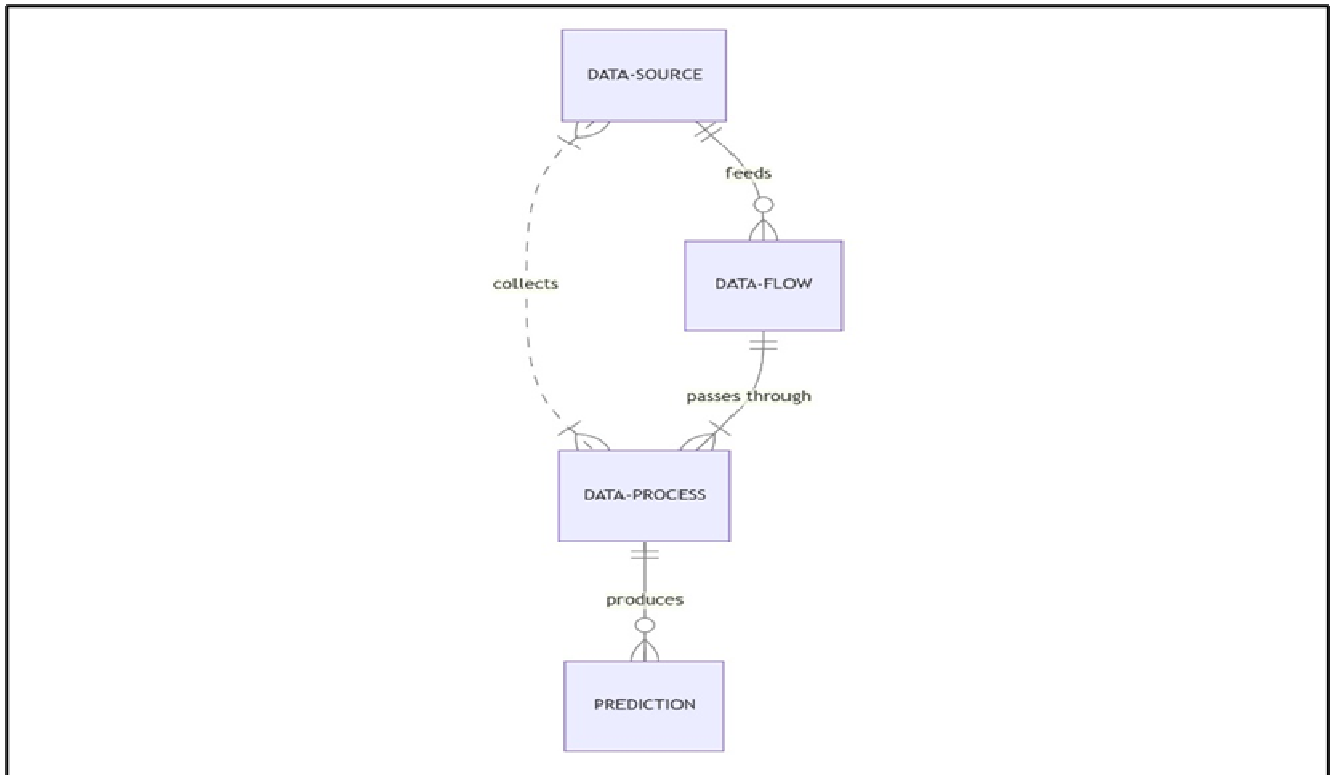 DATA-SOURCE
feeds
collects
DATA-FLOW
passes through
DATA-PROCESS
produces
PREDICTION